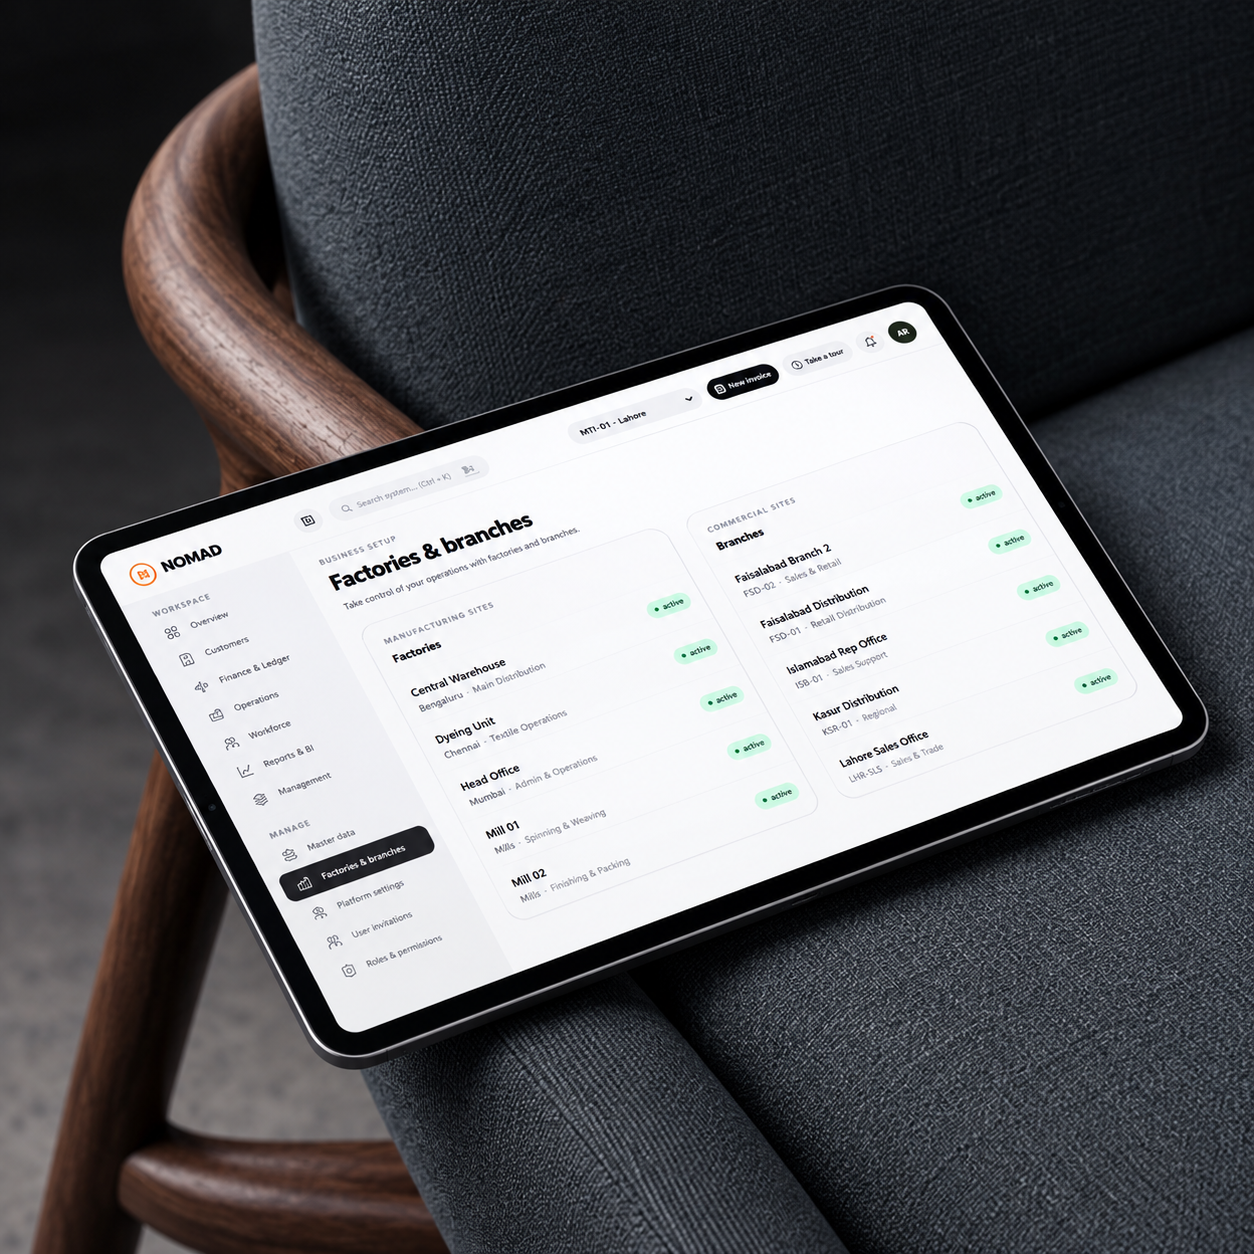 NOMAD
Search system... (Ctrl + K)
MTI-01 - Lahore
New invoice
Take a tour
AR
WORKSPACE
Overview
Customers
Finance & Ledger
Operations
Workforce
Reports & BI
Management
MANAGE
Master data
Factories & branches
Platform settings
User invitations
Roles & permissions
BUSINESS SETUP
Factories & branches
Take control of your operations with factories and branches.
MANUFACTURING SITES
Factories
Central Warehouse
Bengaluru - Main Distribution
active
Dyeing Unit
Chennai - Textile Operations
active
Head Office
Mumbai - Admin & Operations
active
Mill 01
Mills - Spinning & Weaving
active
Mill 02
Mills - Finishing & Packing
active
COMMERCIAL SITES
Branches
Faisalabad Branch 2
FSD-02 - Sales & Retail
active
Faisalabad Distribution
FSD-01 - Retail Distribution
active
Islamabad Rep Office
ISB-01 - Sales Support
active
Kasur Distribution
KSR-01 - Regional
active
Lahore Sales Office
LHR-SLS - Sales & Trade
active